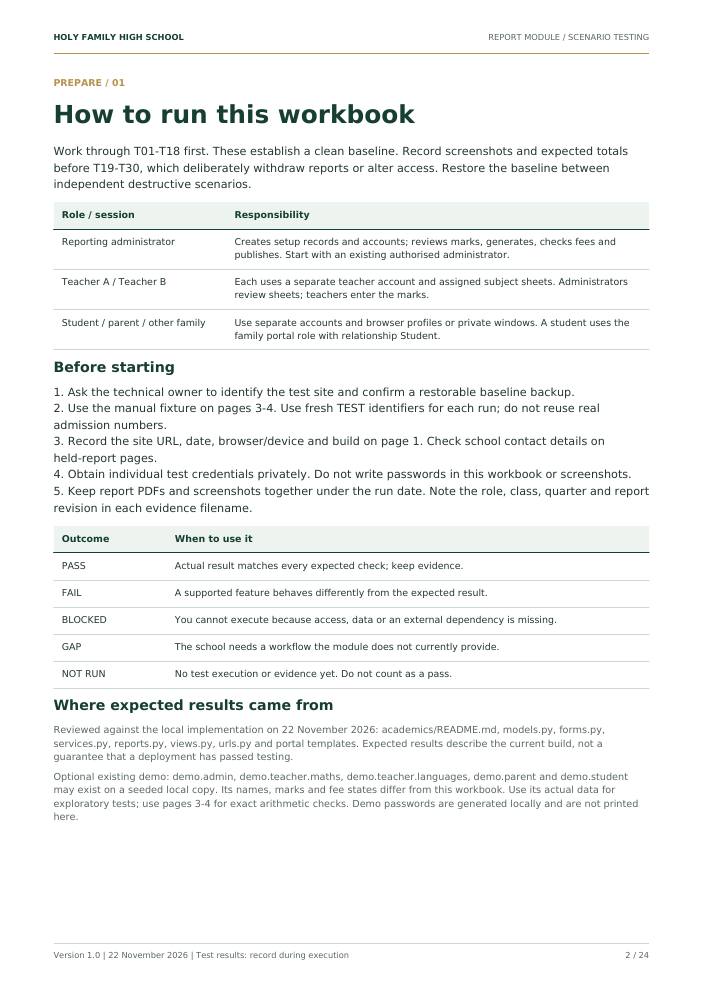 HOLY FAMILY HIGH SCHOOL
REPORT MODULE / SCENARIO TESTING
PREPARE / 01
How to run this workbook
Work through T01-T18 first. These establish a clean baseline. Record screenshots and expected totals
before T19-T30, which deliberately withdraw reports or alter access. Restore the baseline between
independent destructive scenarios.
Role / session
Responsibility
Reporting administrator
Creates setup records and accounts; reviews marks, generates, checks fees and
publishes. Start with an existing authorised administrator.
Teacher A / Teacher B
Each uses a separate teacher account and assigned subject sheets. Administrators
review sheets; teachers enter the marks.
Student / parent / other family
Use separate accounts and browser profiles or private windows. A student uses the
family portal role with relationship Student.
Before starting
1. Ask the technical owner to identify the test site and confirm a restorable baseline backup.
2. Use the manual fixture on pages 3-4. Use fresh TEST identifiers for each run; do not reuse real
admission numbers.
3. Record the site URL, date, browser/device and build on page 1. Check school contact details on
held-report pages.
4. Obtain individual test credentials privately. Do not write passwords in this workbook or screenshots.
5. Keep report PDFs and screenshots together under the run date. Note the role, class, quarter and report
revision in each evidence filename.
Outcome
When to use it
PASS
Actual result matches every expected check; keep evidence.
FAIL
A supported feature behaves differently from the expected result.
BLOCKED
You cannot execute because access, data or an external dependency is missing.
GAP
The school needs a workflow the module does not currently provide.
NOT RUN
No test execution or evidence yet. Do not count as a pass.
Where expected results came from
Reviewed against the local implementation on 22 November 2026: academics/README.md, models.py, forms.py,
services.py, reports.py, views.py, urls.py and portal templates. Expected results describe the current build, not a
guarantee that a deployment has passed testing.
Optional existing demo: demo.admin, demo.teacher.maths, demo.teacher.languages, demo.parent and demo.student
may exist on a seeded local copy. Its names, marks and fee states differ from this workbook. Use its actual data for
exploratory tests; use pages 3-4 for exact arithmetic checks. Demo passwords are generated locally and are not printed
here.
Version 1.0 | 22 November 2026 | Test results: record during execution
2 / 24